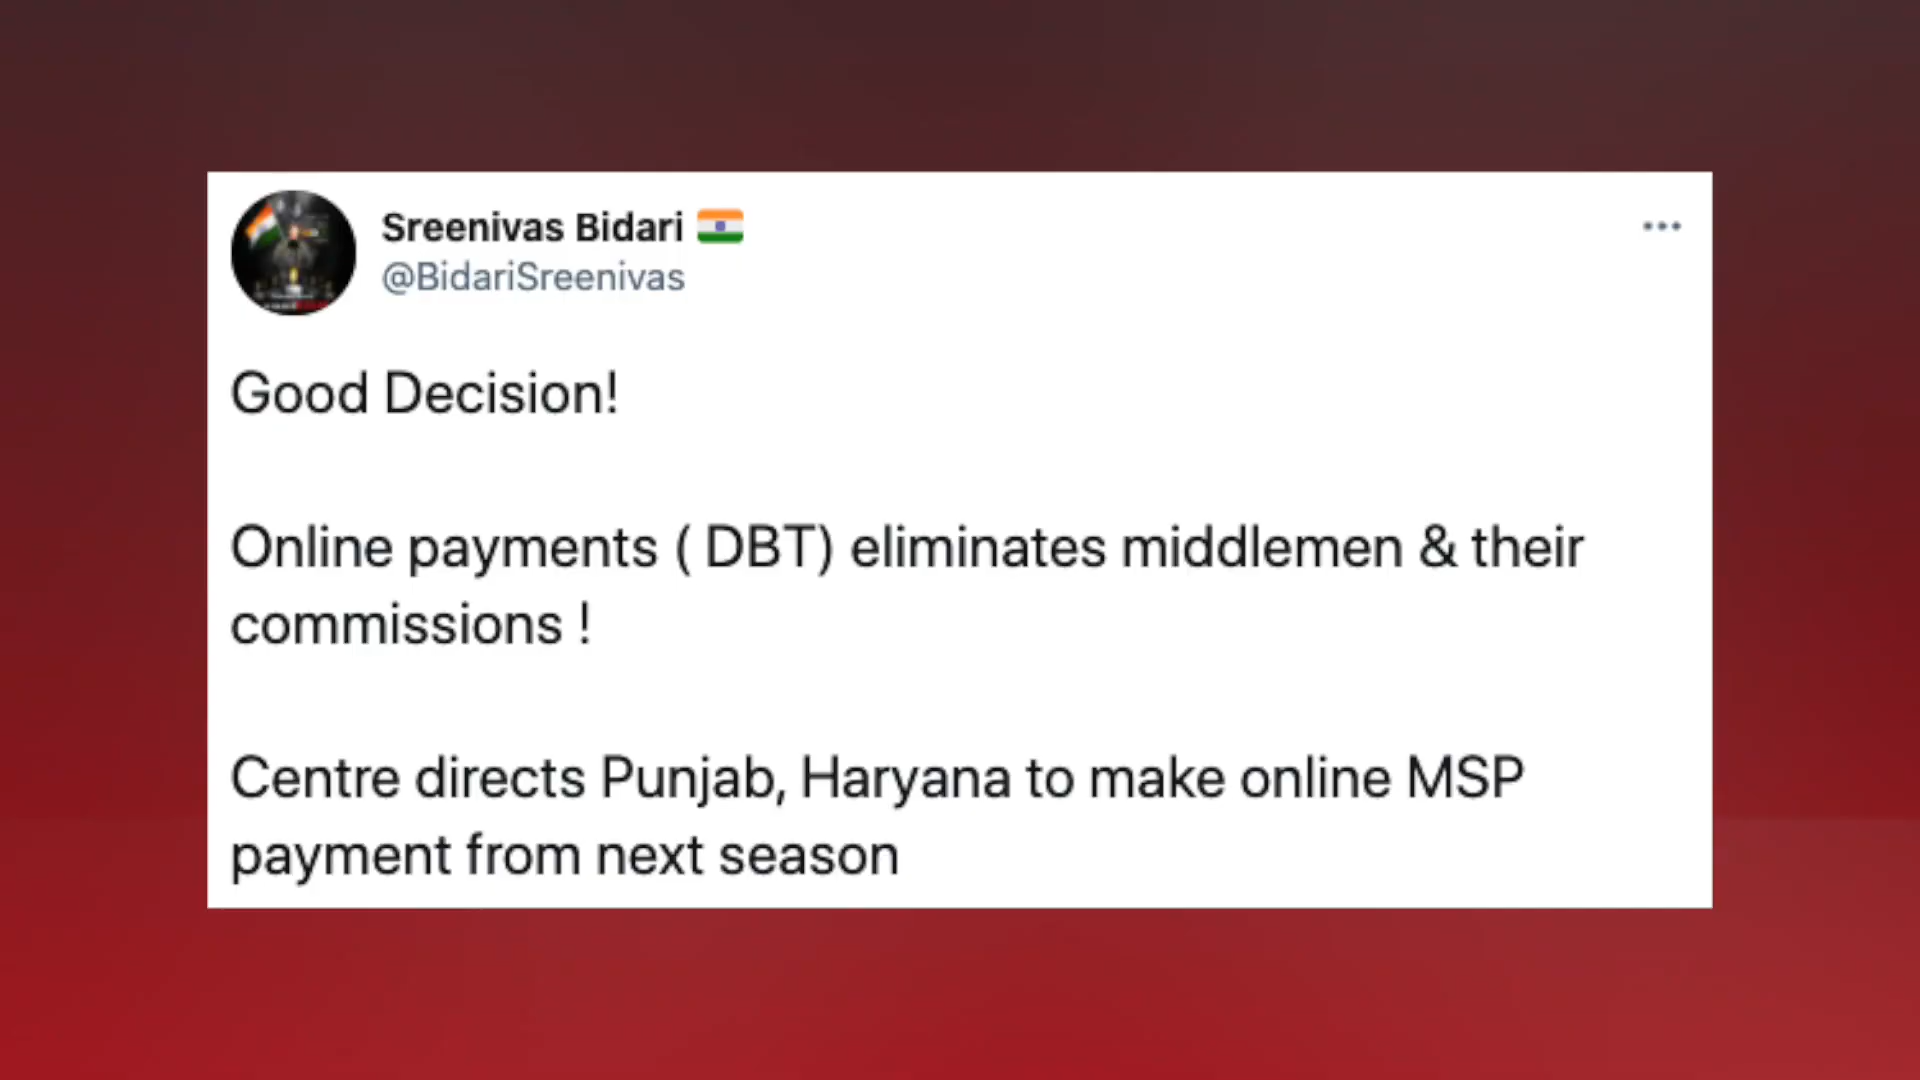 Sreenivas Bidari 🇮🇳
@BidariSreenivas
Good Decision!
Online payments ( DBT) eliminates middlemen & their
commissions !
Centre directs Punjab, Haryana to make online MSP
payment from next season